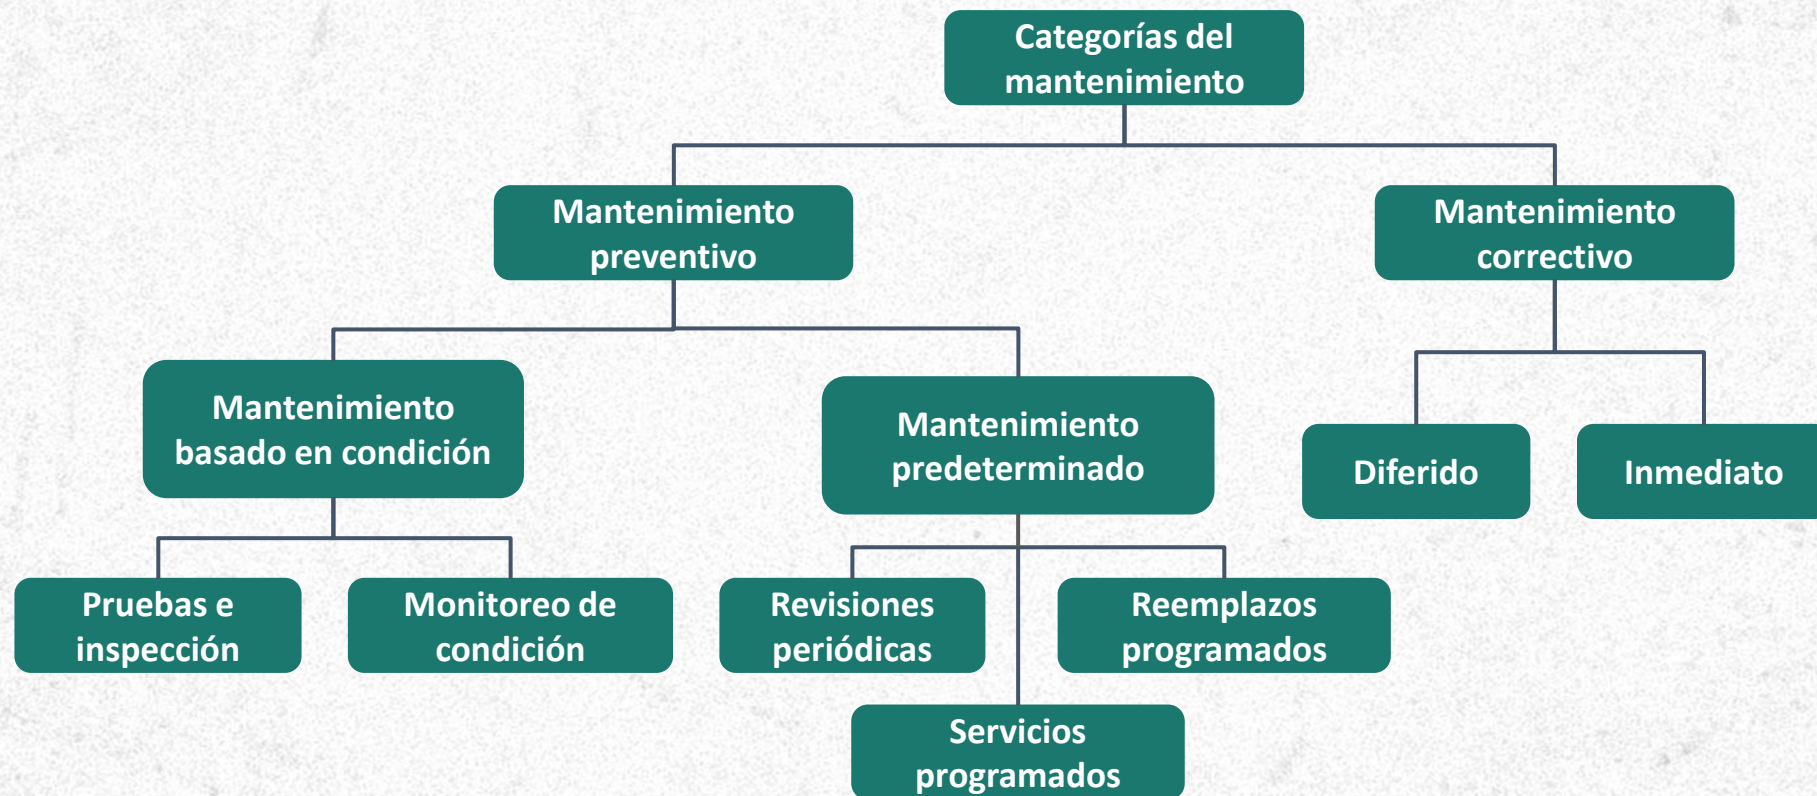 Categorías del
mantenimiento
Mantenimiento
preventivo
Mantenimiento
correctivo
Mantenimiento
basado en condición
Mantenimiento
predeterminado
Diferido
Inmediato
Pruebas e
inspección
Monitoreo de
condición
Revisiones
periódicas
Reemplazos
programados
Servicios
programados